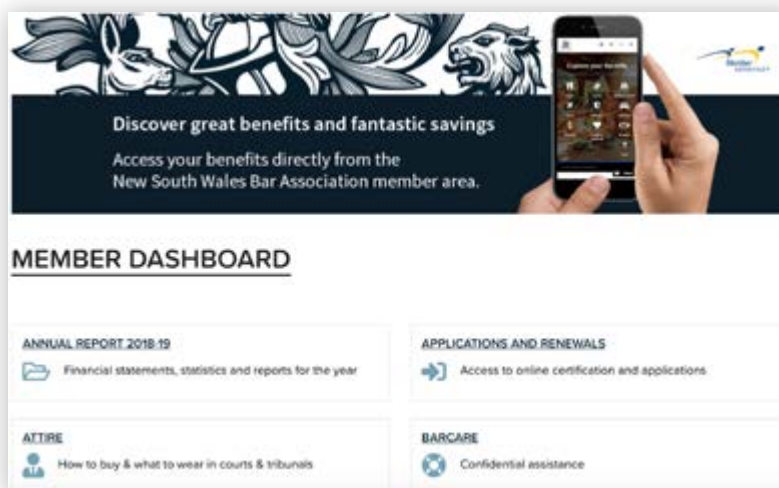 Discover great benefits and fantastic savings
Access your benefits directly from the
New South Wales Bar Association member area.
MEMBER DASHBOARD
ANNUAL REPORT 2018-19
Financial statements, statistics and reports for the year
APPLICATIONS AND RENEWALS
Access to online certification and applications
ATTIRE
How to buy & what to wear in courts & tribunals
BARCARE
Confidential assistance